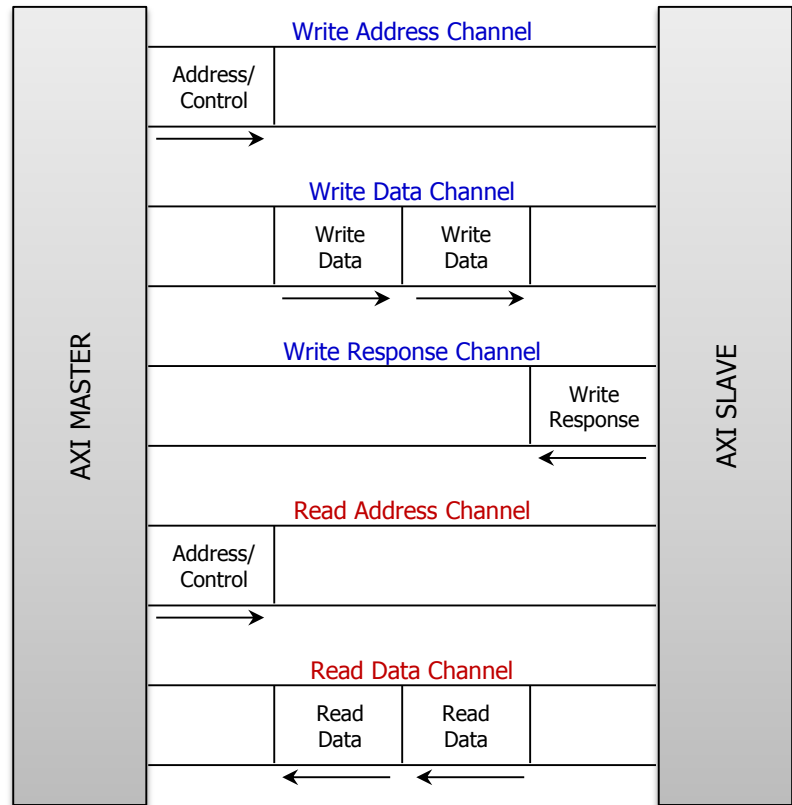 Write Address Channel
Address/
Control
Write Data Channel
Write
Data
Write
Data
Write Response Channel
Write
Response
Read Address Channel
Address/
Control
Read Data Channel
Read
Data
Read
Data
AXI MASTER
AXI SLAVE